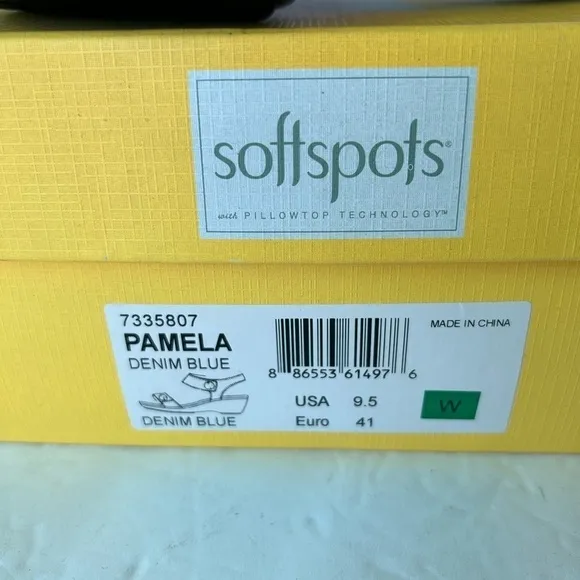 softspots®
with PILLOWTOP TECHNOLOGY™
7335807
PAMELA
DENIM BLUE
MADE IN CHINA
8 86553 61497 6
USA 9.5
W
DENIM BLUE
Euro 41